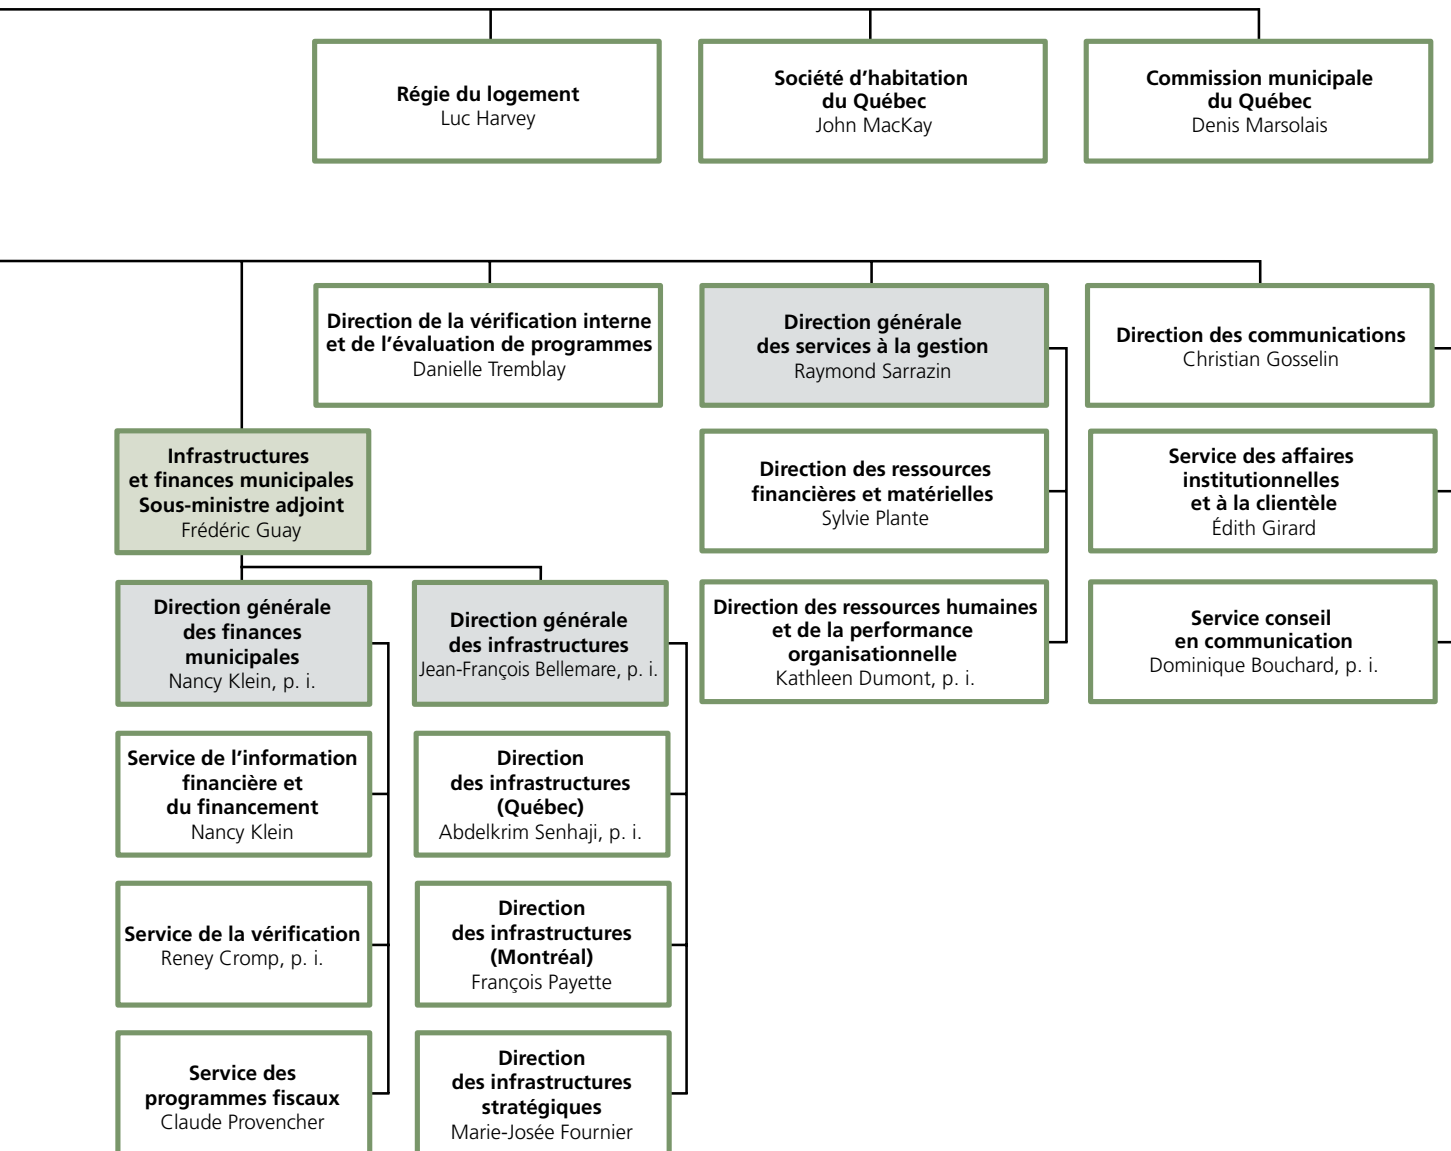 Régie du logement
Luc Harvey
Société d'habitation
du Québec
John MacKay
Commission municipale
du Québec
Denis Marsolais
Direction de la vérification interne
et de l'évaluation de programmes
Danielle Tremblay
Direction générale
des services à la gestion
Raymond Sarrazin
Direction des communications
Christian Gosselin
Infrastructures
et finances municipales
Sous-ministre adjoint
Frédéric Guay
Direction des ressources
financières et matérielles
Sylvie Plante
Service des affaires
institutionnelles
et à la clientèle
Édith Girard
Direction générale
des finances
municipales
Nancy Klein, p. i.
Direction générale
des infrastructures
Jean-François Bellemare, p. i.
Direction des ressources humaines
et de la performance
organisationnelle
Kathleen Dumont, p. i.
Service conseil
en communication
Dominique Bouchard, p. i.
Service de l'information
financière et
du financement
Nancy Klein
Direction
des infrastructures
(Québec)
Abdelkrim Senhaji, p. i.
Service de la vérification
Reney Cromp, p. i.
Direction
des infrastructures
(Montréal)
François Payette
Service des
programmes fiscaux
Claude Provencher
Direction
des infrastructures
stratégiques
Marie-Josée Fournier